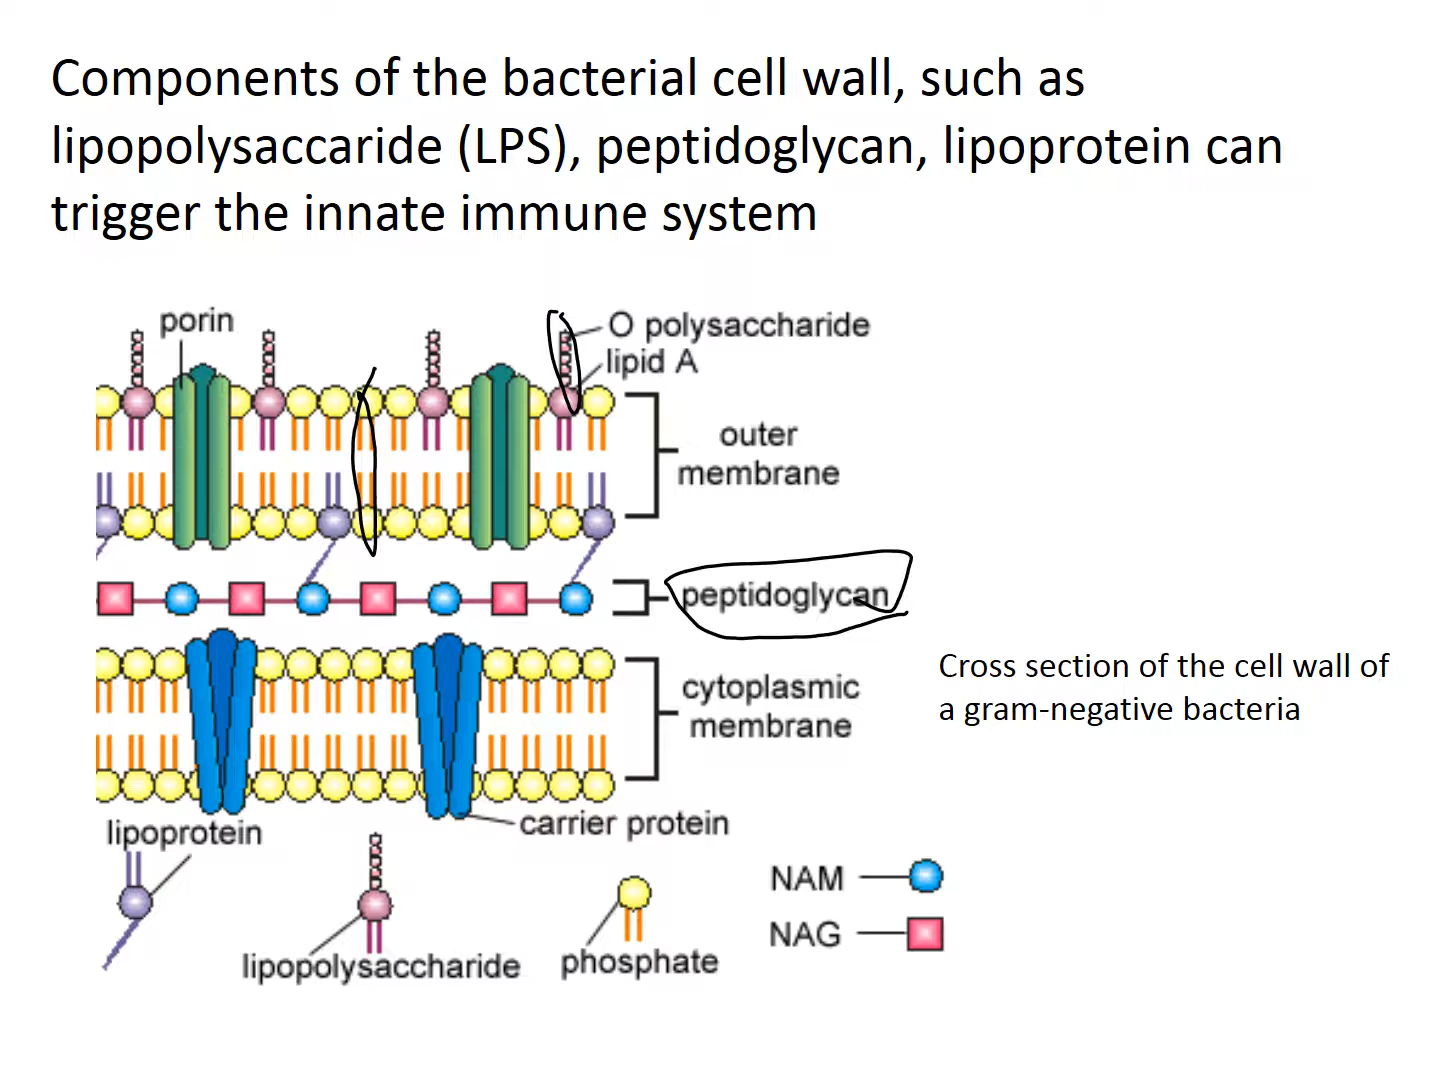 Components of the bacterial cell wall, such as
lipopolysaccaride (LPS), peptidoglycan, lipoprotein can
trigger the innate immune system
porin
O polysaccharide
lipid A
outer
membrane
peptidoglycan
Cross section of the cell wall of
a gram-negative bacteria
cytoplasmic
membrane
carrier protein
lipoprotein
NAM
NAG
lipopolysaccharide
phosphate